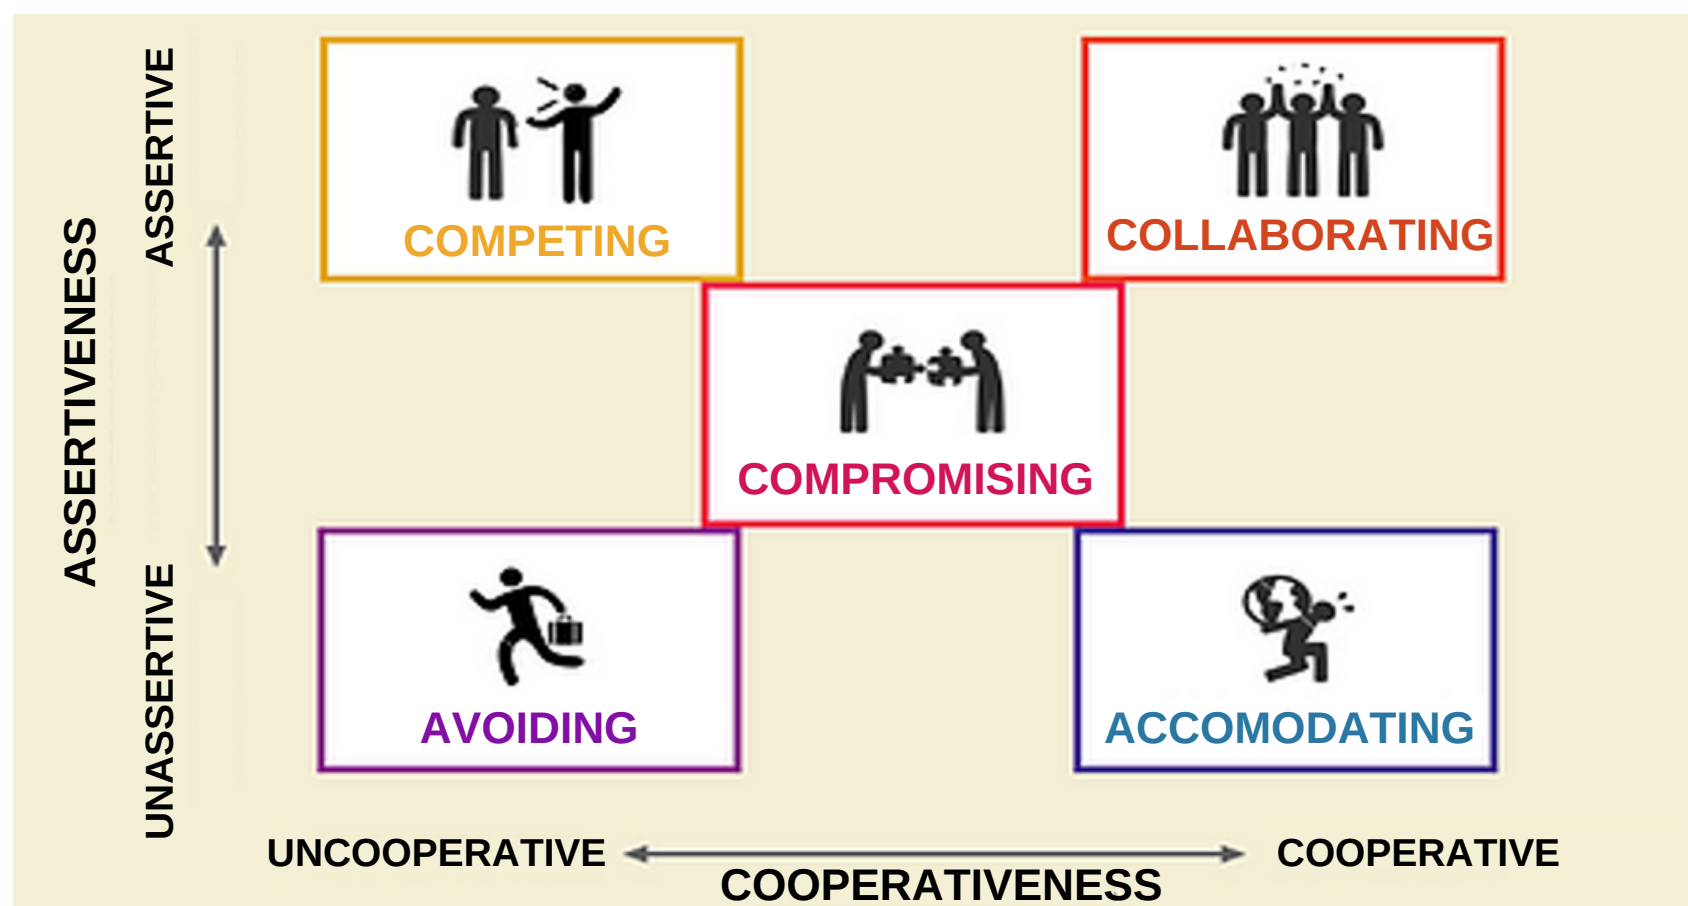 ASSERTIVENESS
ASSERTIVE
UNASSERTIVE
COMPETING
COLLABORATING
COMPROMISING
AVOIDING
ACCOMODATING
UNCOOPERATIVE
COOPERATIVE
COOPERATIVENESS